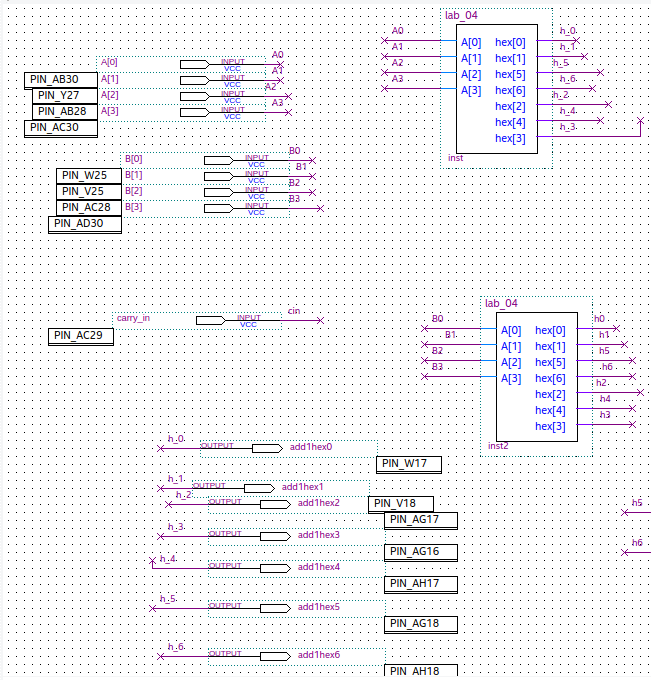 lab_04
A0
A[0]
hex[0]
h_0
A1
A[1]
hex[1]
h_1
A2
A[2]
hex[5]
h_5
A3
A[3]
hex[6]
h_6
hex[2]
h_2
hex[4]
h_4
hex[3]
h_3
inst
A[0]
INPUT
VCC
A0
PIN_AB30
A[1]
INPUT
VCC
A1
PIN_Y27
A[2]
INPUT
VCC
A2
PIN_AB28
A[3]
INPUT
VCC
A3
PIN_AC30
B[0]
INPUT
VCC
B0
PIN_W25
B[1]
INPUT
VCC
B1
PIN_V25
B[2]
INPUT
VCC
B2
PIN_AC28
B[3]
INPUT
VCC
B3
PIN_AD30
carry_in
INPUT
VCC
cin
PIN_AC29
lab_04
B0
A[0]
hex[0]
h0
B1
A[1]
hex[1]
h1
B2
A[2]
hex[5]
h5
B3
A[3]
hex[6]
h6
hex[2]
h2
hex[4]
h4
hex[3]
h3
inst2
h_0
OUTPUT
add1hex0
PIN_W17
h_1
OUTPUT
add1hex1
PIN_V18
h_2
OUTPUT
add1hex2
PIN_AG17
h_3
OUTPUT
add1hex3
PIN_AG16
h_4
OUTPUT
add1hex4
PIN_AH17
h_5
OUTPUT
add1hex5
PIN_AG18
h_6
OUTPUT
add1hex6
PIN_AH18
h5
h6